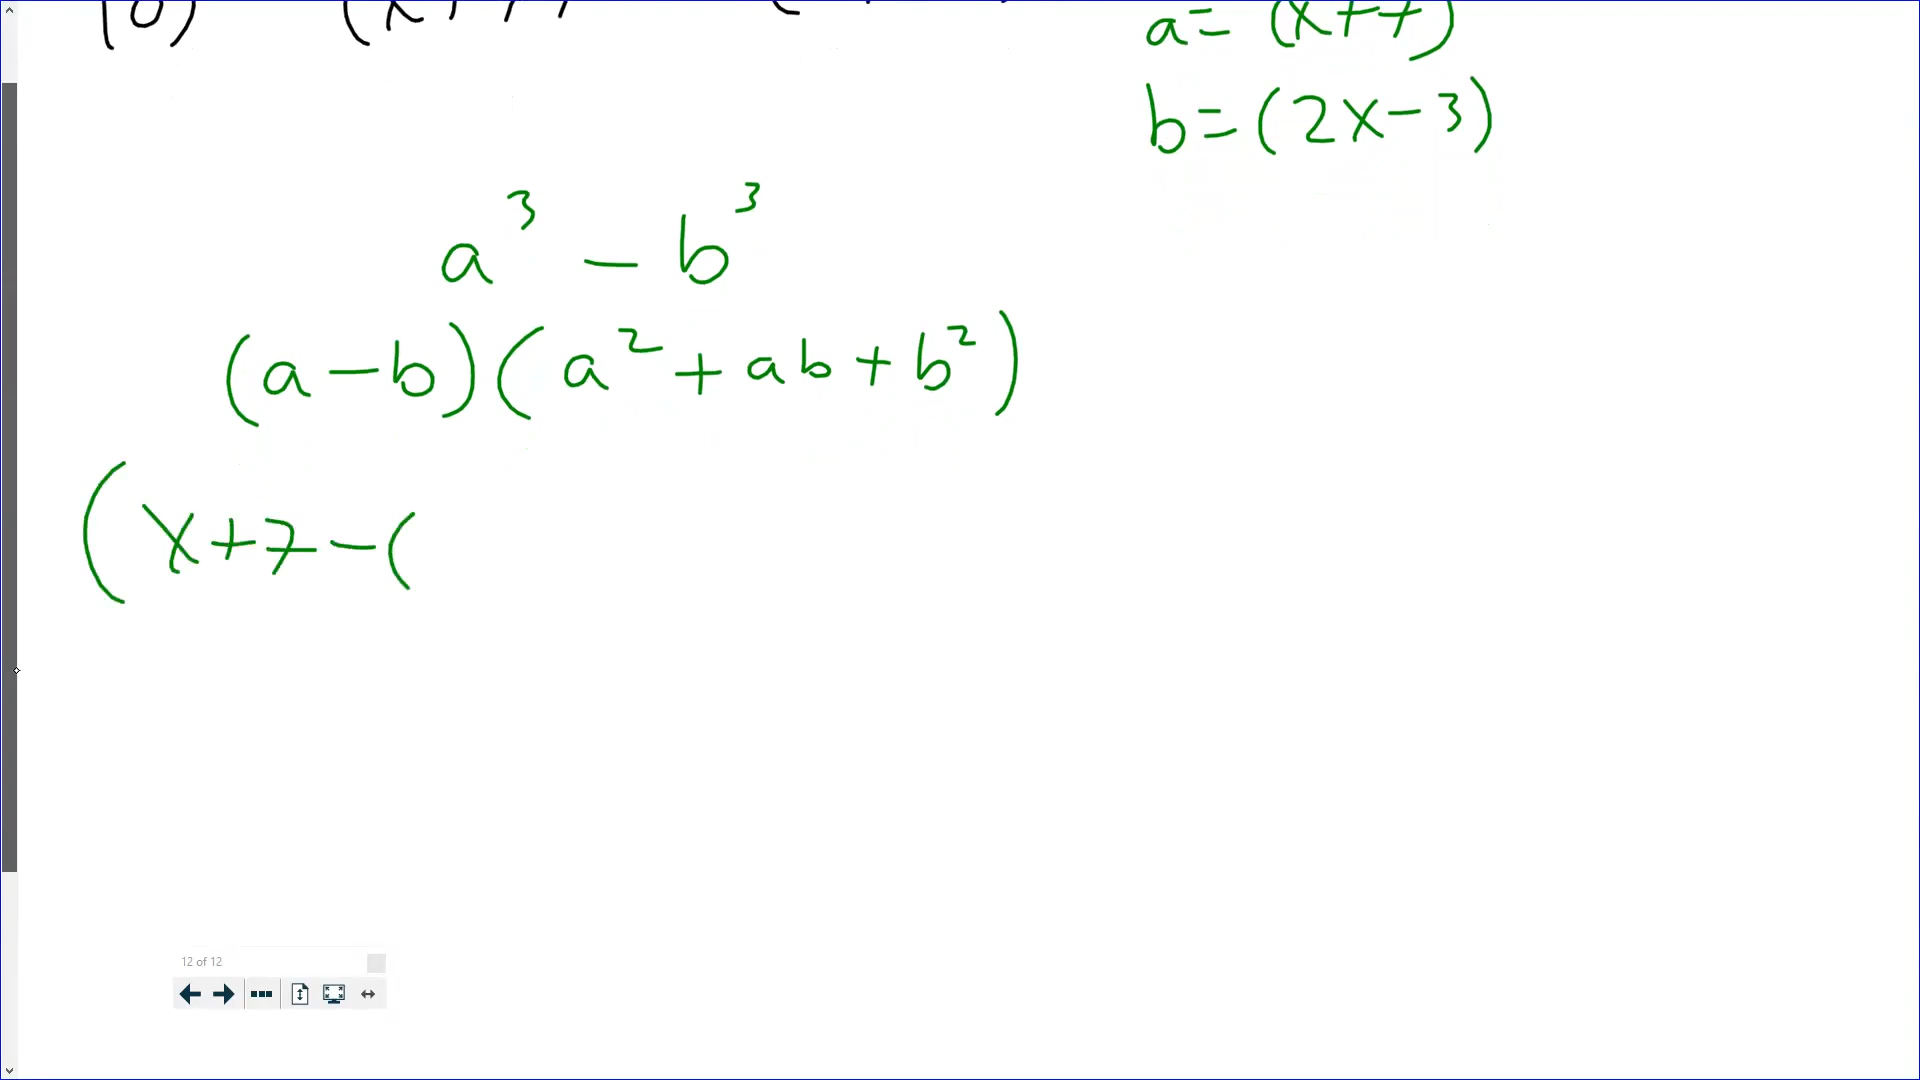 a = (x+7)
b = (2x-3)
a³ - b³
(a-b)(a²+ab+b²)
(x+7-(
12 of 12